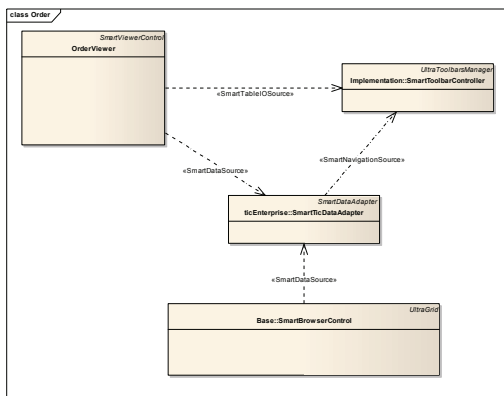 class Order
SmartViewerControl
OrderViewer
UltraToolbarsManager
Implementation::SmartToolbarController
«SmartTableIOSource»
«SmartNavigationSource»
«SmartDataSource»
SmartDataAdapter
ticEnterprise::SmartTicDataAdapter
«SmartDataSource»
UltraGrid
Base::SmartBrowserControl